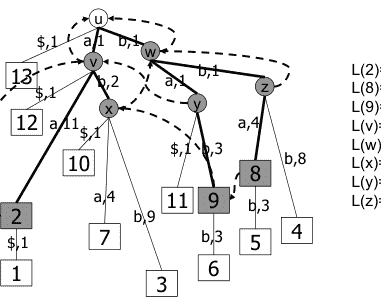 u
$,1 a,1 b,1
13 v w
$,1 b,2 a,1 b,1
12 x y z
a,11 $,1 a,4 b,8
10 $,1 b,3
2 a,4 b,9 11 9 8
$,1 b,3 b,3
1 7 3 6 5 4
L(2)=
L(8)=
L(9)=
L(v)=
L(w)
L(x)=
L(y)=
L(z)=